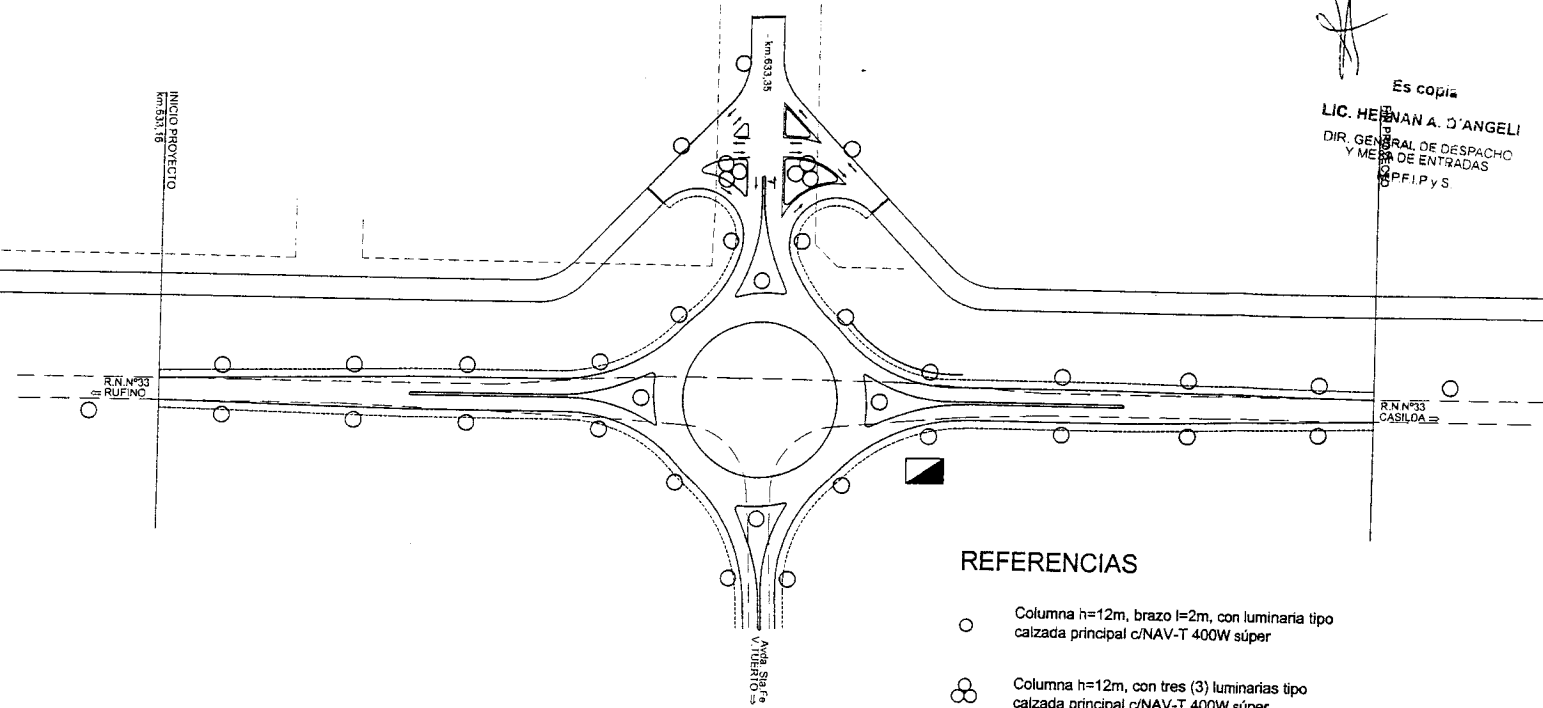 km.633,35
INICIO PROYECTO
km.633,16
Es copia
LIC. HERNAN A. D'ANGELI
DIR. GENERAL DE DESPACHO
Y MESA DE ENTRADAS
M.P.F.I.P y S
R.N.Nº33
⇐ RUFINO
R.N.Nº33
CASILDA ⇒
Avda. Sta.Fe
V.TUERTO ⇒
REFERENCIAS
Columna h=12m, brazo l=2m, con luminaria tipo
calzada principal c/NAV-T 400W súper
Columna h=12m, con tres (3) luminarias tipo
calzada principal c/NAV-T 400W súper